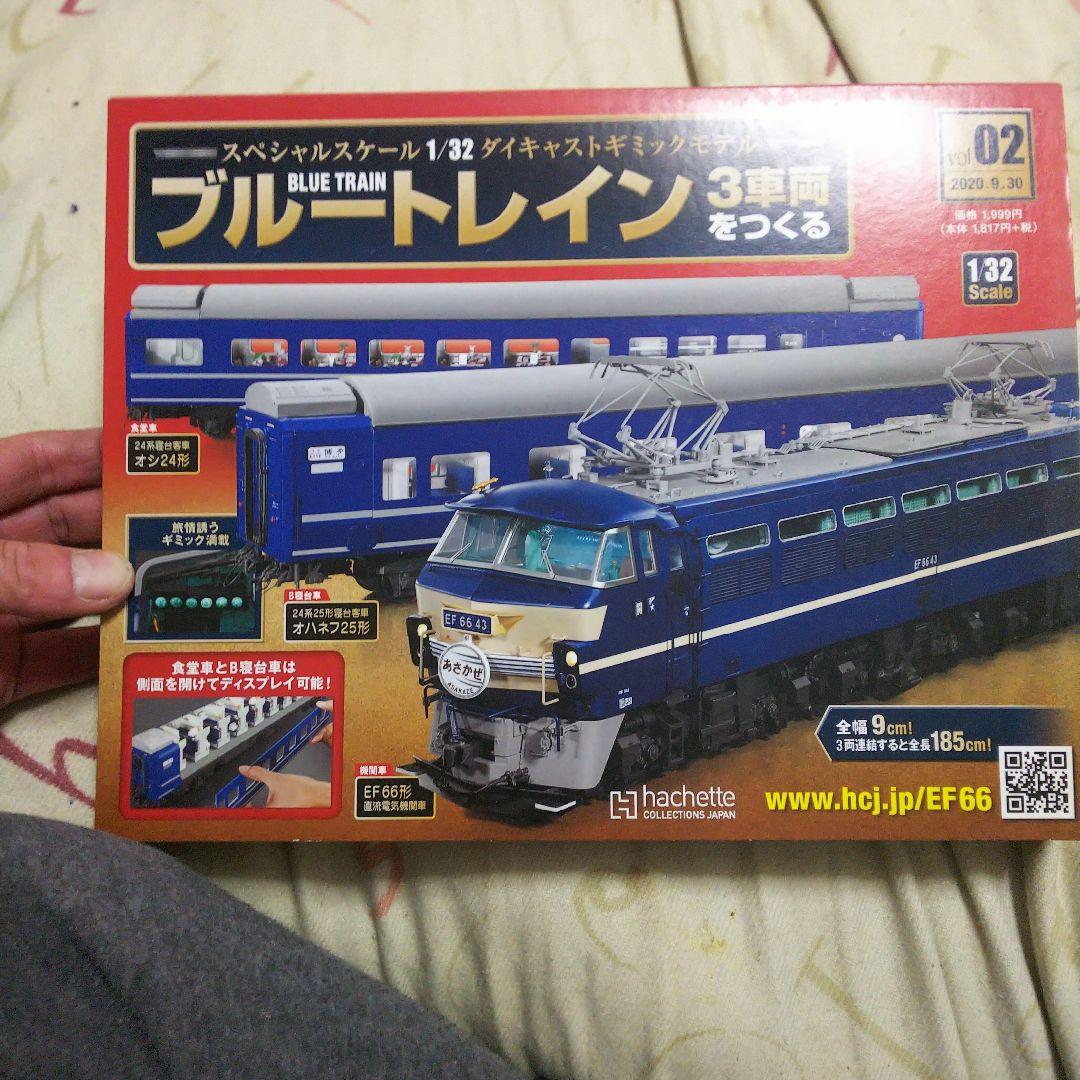 スペシャルスケール 1/32 ダイキャストギミックモデル
BLUE TRAIN
ブルートレイン 3車両をつくる
vol 02
2020.9.30
価格 1,999円
(本体 1,817円+税)
1/32
Scale
食堂車
24系寝台客車
オシ24形
博多
旅情誘う
ギミック満載
B寝台車
24系25形寝台客車
オハネフ25形
EF 66 43
EF 66 43
あさかぜ
ASAKAZE
食堂車とB寝台車は
側面を開けてディスプレイ可能!
機関車
EF66形
直流電気機関車
全幅 9cm!
3両連結すると全長185cm!
hachette
COLLECTIONS JAPAN
www.hcj.jp/EF66